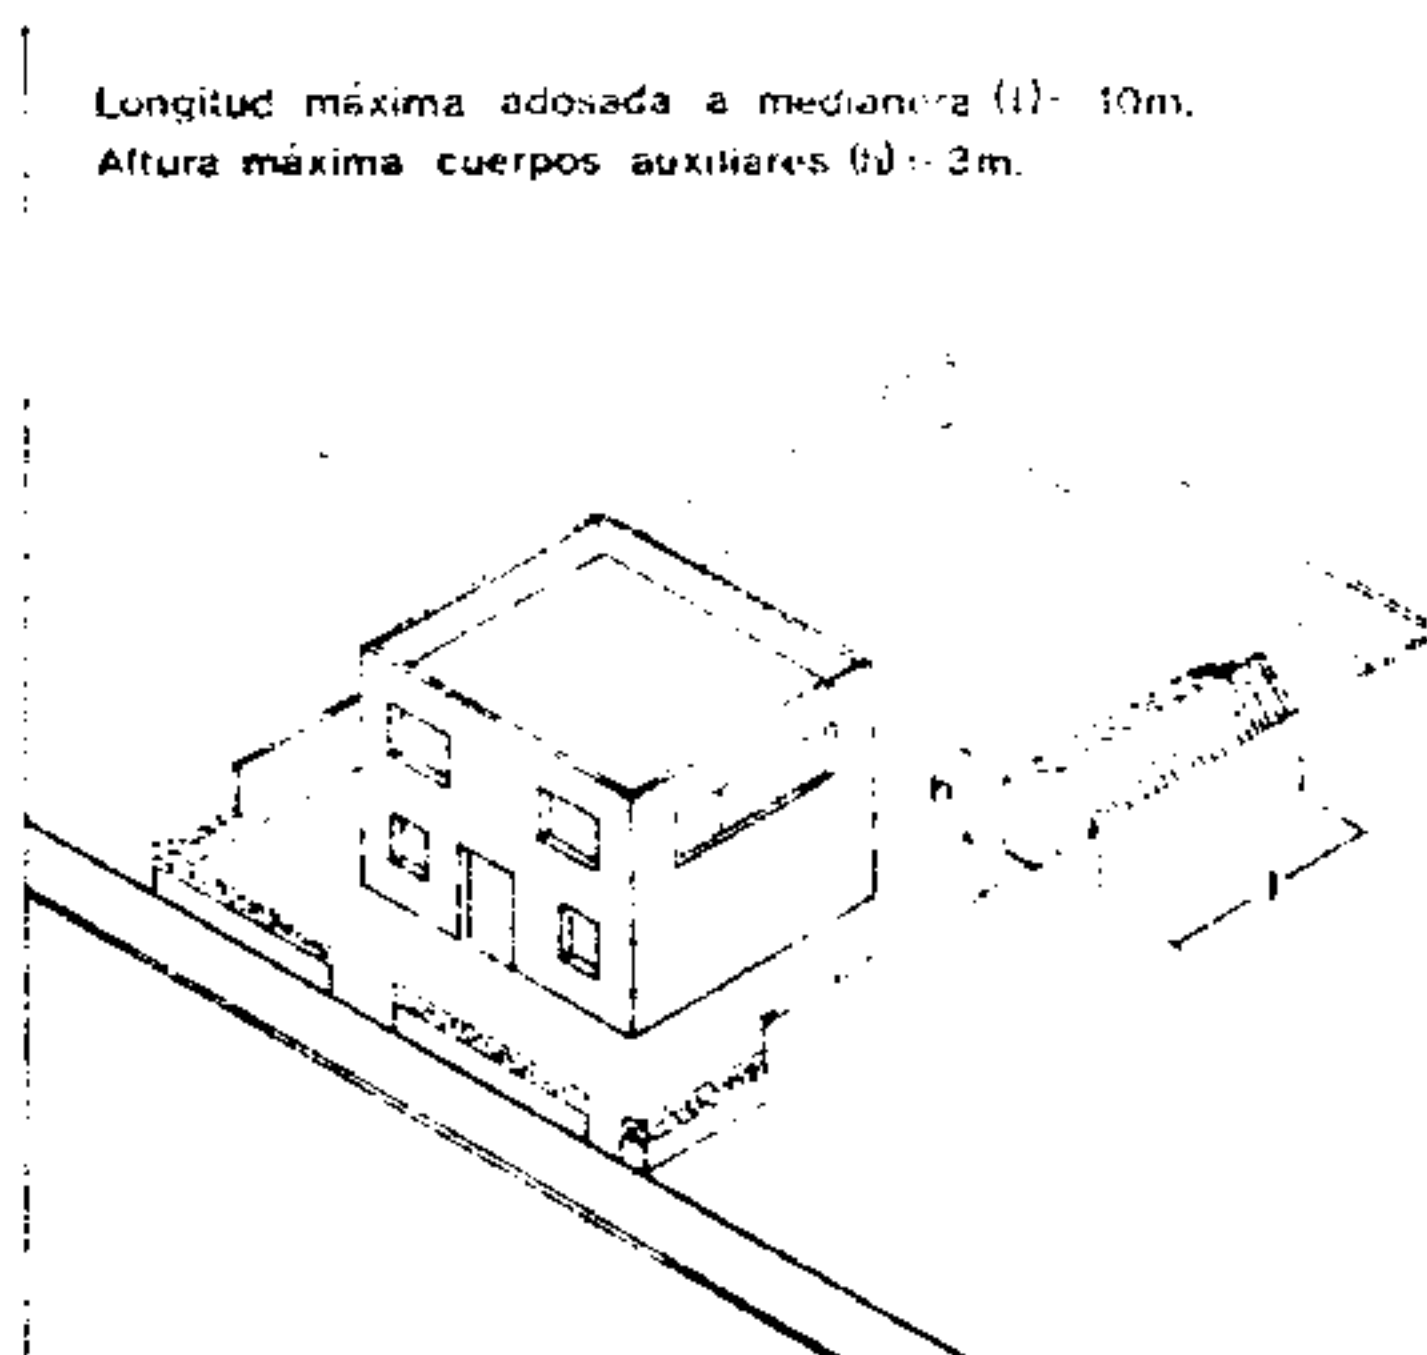 Longitud máxima adosada a medianera (l)- 10m.
Altura máxima cuerpos auxiliares (h)- 3m.
h
l